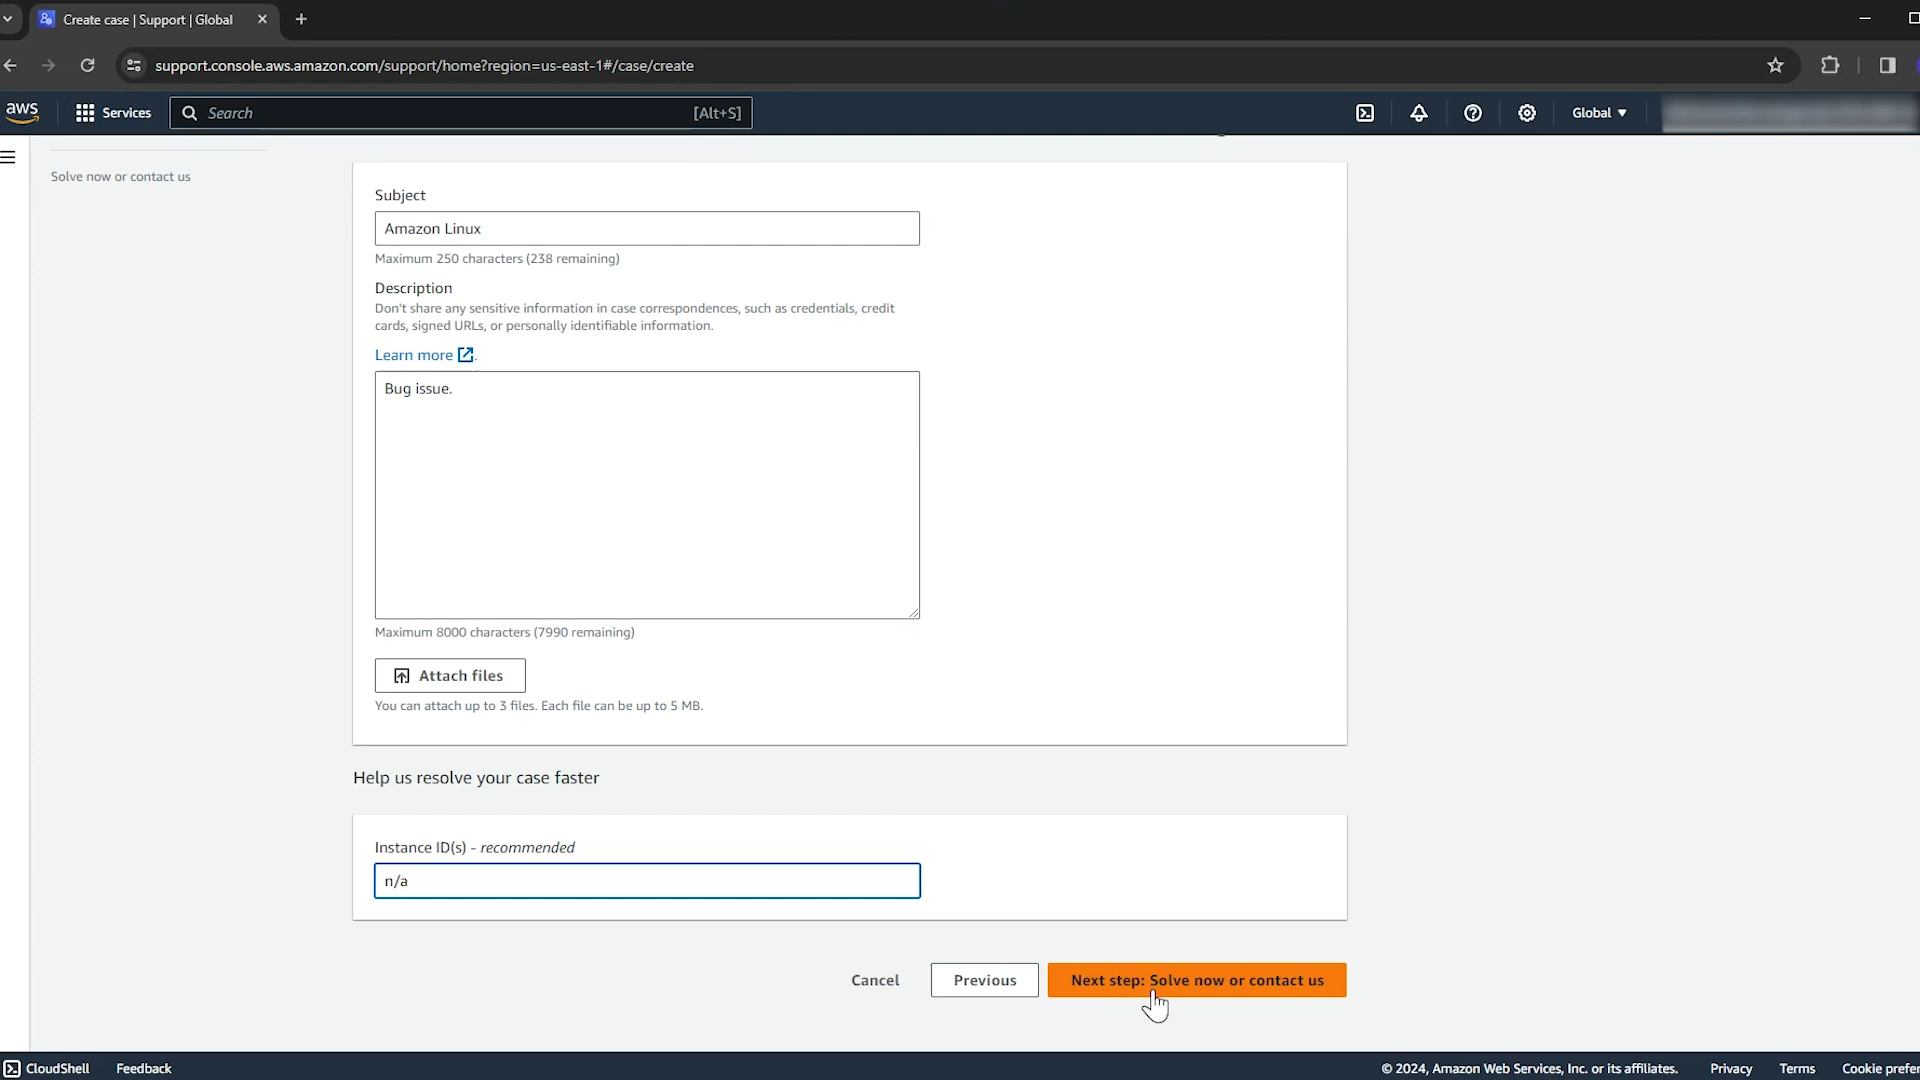 Create case | Support | Global
support.console.aws.amazon.com/support/home?region=us-east-1#/case/create
aws
Services
Search
[Alt+S]
Global
Solve now or contact us
Subject
Amazon Linux
Maximum 250 characters (238 remaining)
Description
Don't share any sensitive information in case correspondences, such as credentials, credit
cards, signed URLs, or personally identifiable information.
Learn more
Bug issue.
Maximum 8000 characters (7990 remaining)
Attach files
You can attach up to 3 files. Each file can be up to 5 MB.
Help us resolve your case faster
Instance ID(s) - recommended
n/a
Cancel
Previous
Next step: Solve now or contact us
CloudShell
Feedback
© 2024, Amazon Web Services, Inc. or its affiliates.
Privacy
Terms
Cookie prefer